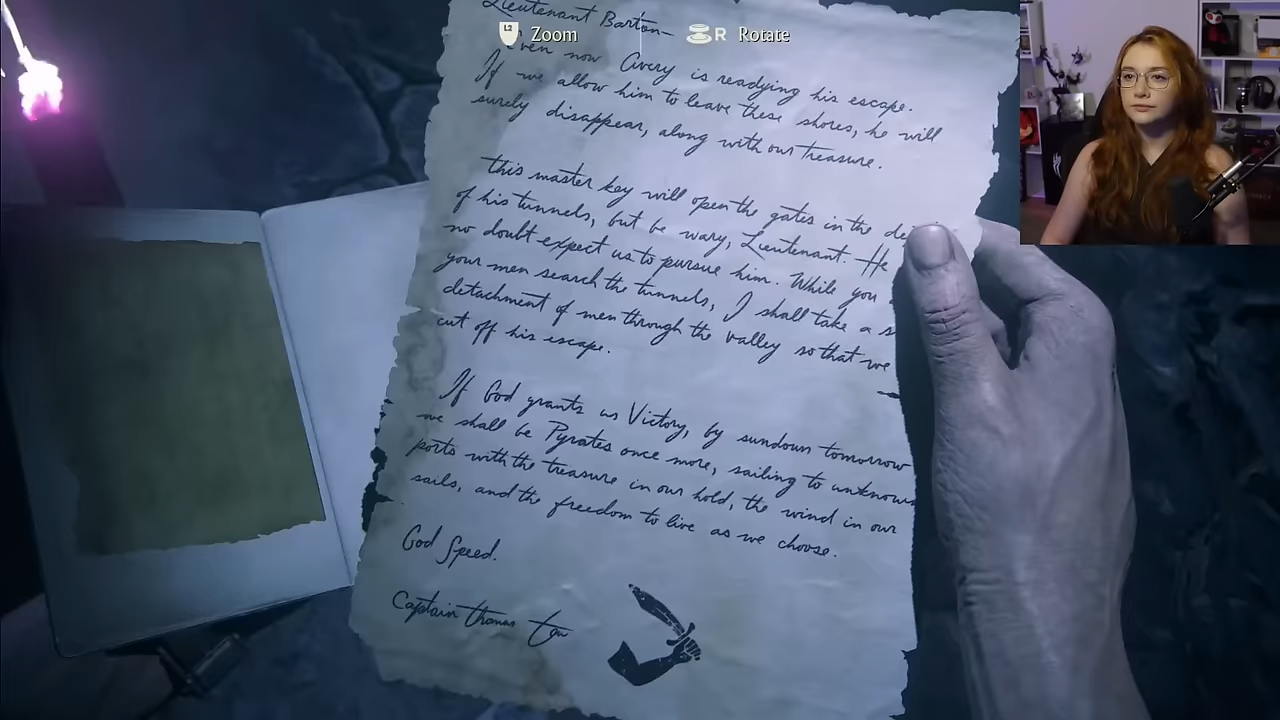 Zoom
R Rotate
L2
Lieutenant Barton-
Even now Avery is readying his escape.
If we allow him to leave these shores, he will
surely disappear, along with our treasure.
this master key will open the gates in the de
of his tunnels, but be wary, Lieutenant. He
no doubt expect us to pursue him. While you
your men search the tunnels, I shall take a s
detachment of men through the valley so that we
cut off his escape.
If God grants us Victory, by sundown tomorrow
we shall be Pyrates once more, sailing to unknown
ports with the treasure in our hold, the wind in our
sails, and the freedom to live as we choose.
God Speed.
Captain Thomas Tew